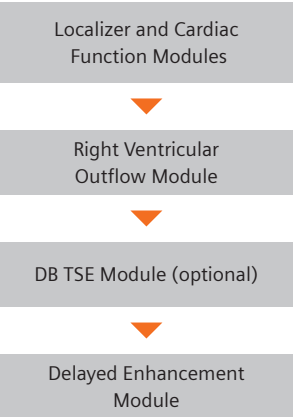 Localizer and Cardiac
Function Modules
Right Ventricular
Outflow Module
DB TSE Module (optional)
Delayed Enhancement
Module